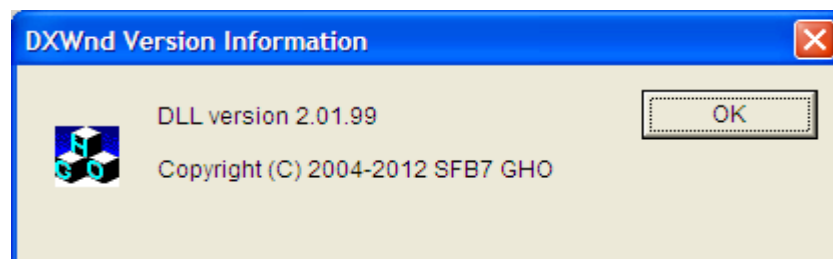 DXWnd Version Information
DLL version 2.01.99
OK
Copyright (C) 2004-2012 SFB7 GHO
H
G O